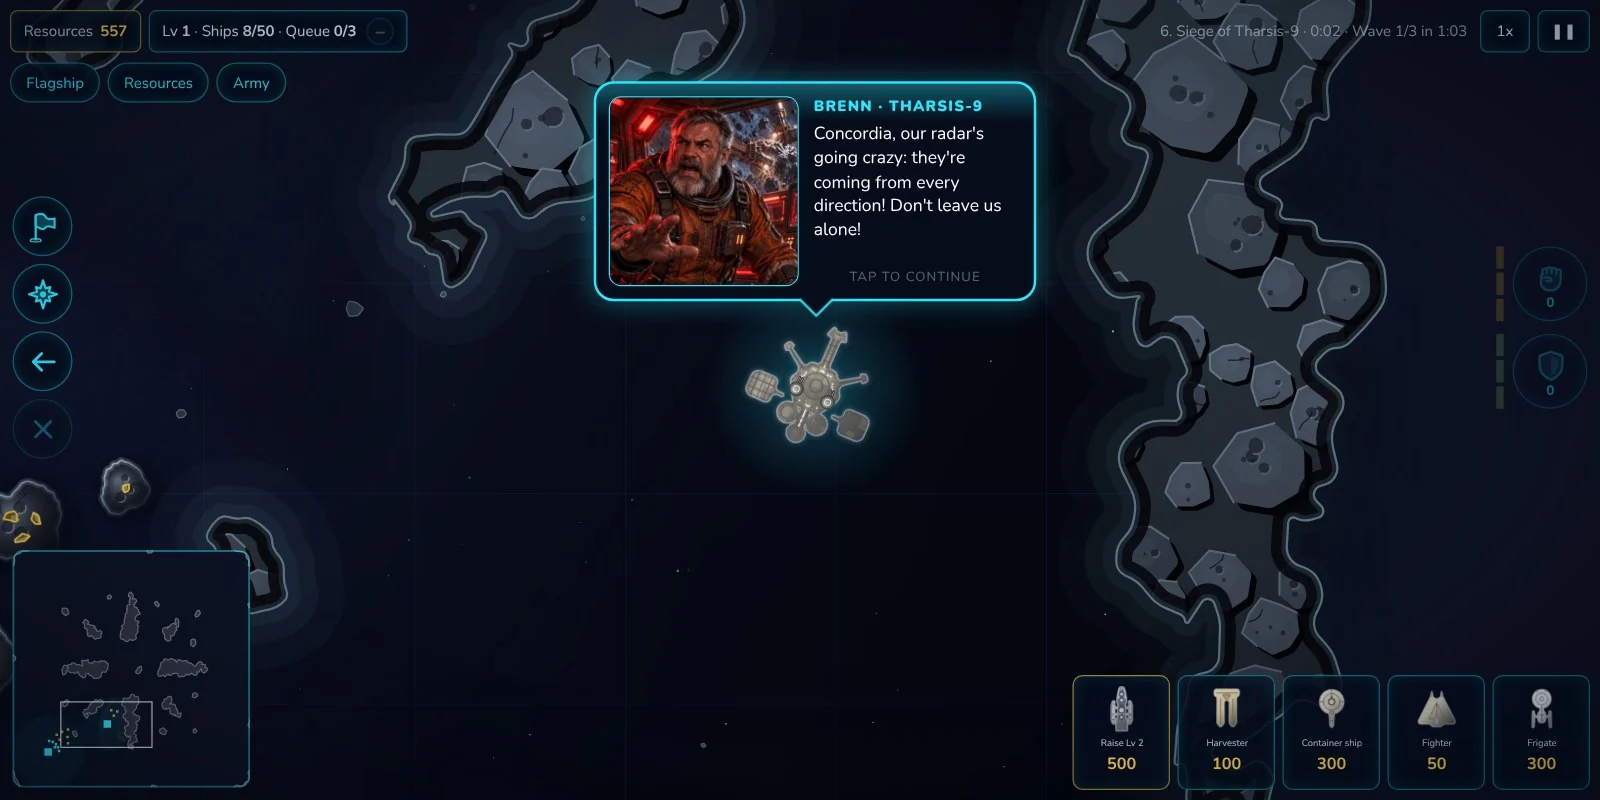 Resources 557
Lv 1 · Ships 8/50 · Queue 0/3
6. Siege of Tharsis-9 · 0:02 · Wave 1/3 in 1:03
1x
Flagship
Resources
Army
BRENN · THARSIS-9
Concordia, our radar's
going crazy: they're
coming from every
direction! Don't leave us
alone!
TAP TO CONTINUE
0
0
Raise Lv 2
500
Harvester
100
Container ship
300
Fighter
50
Frigate
300